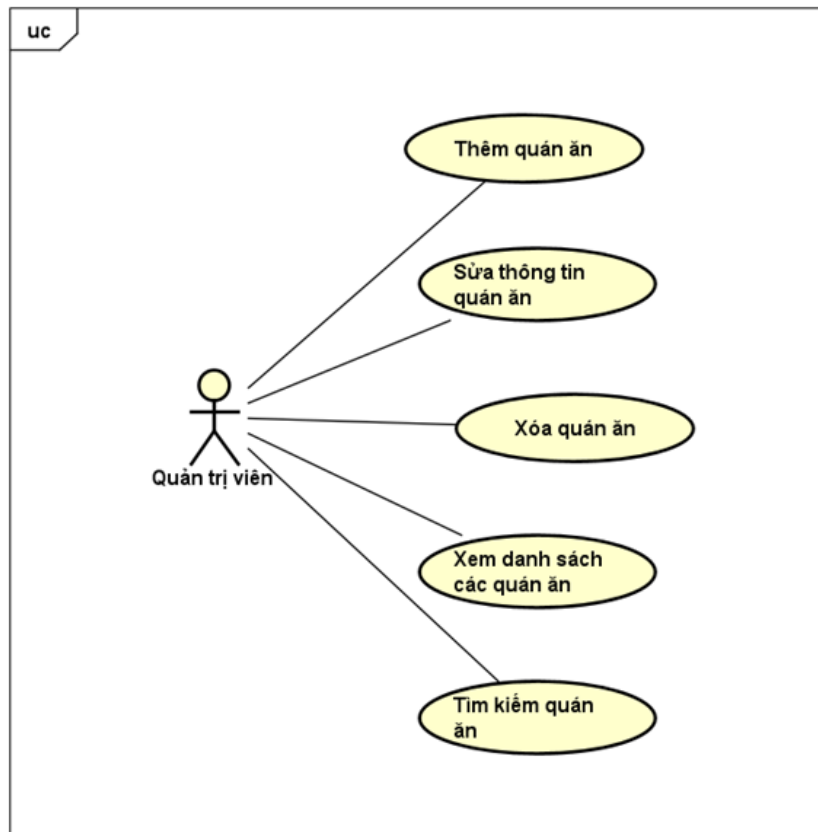 uc
Thêm quán ăn
Sửa thông tin
quán ăn
Xóa quán ăn
Quản trị viên
Xem danh sách
các quán ăn
Tìm kiếm quán
ăn